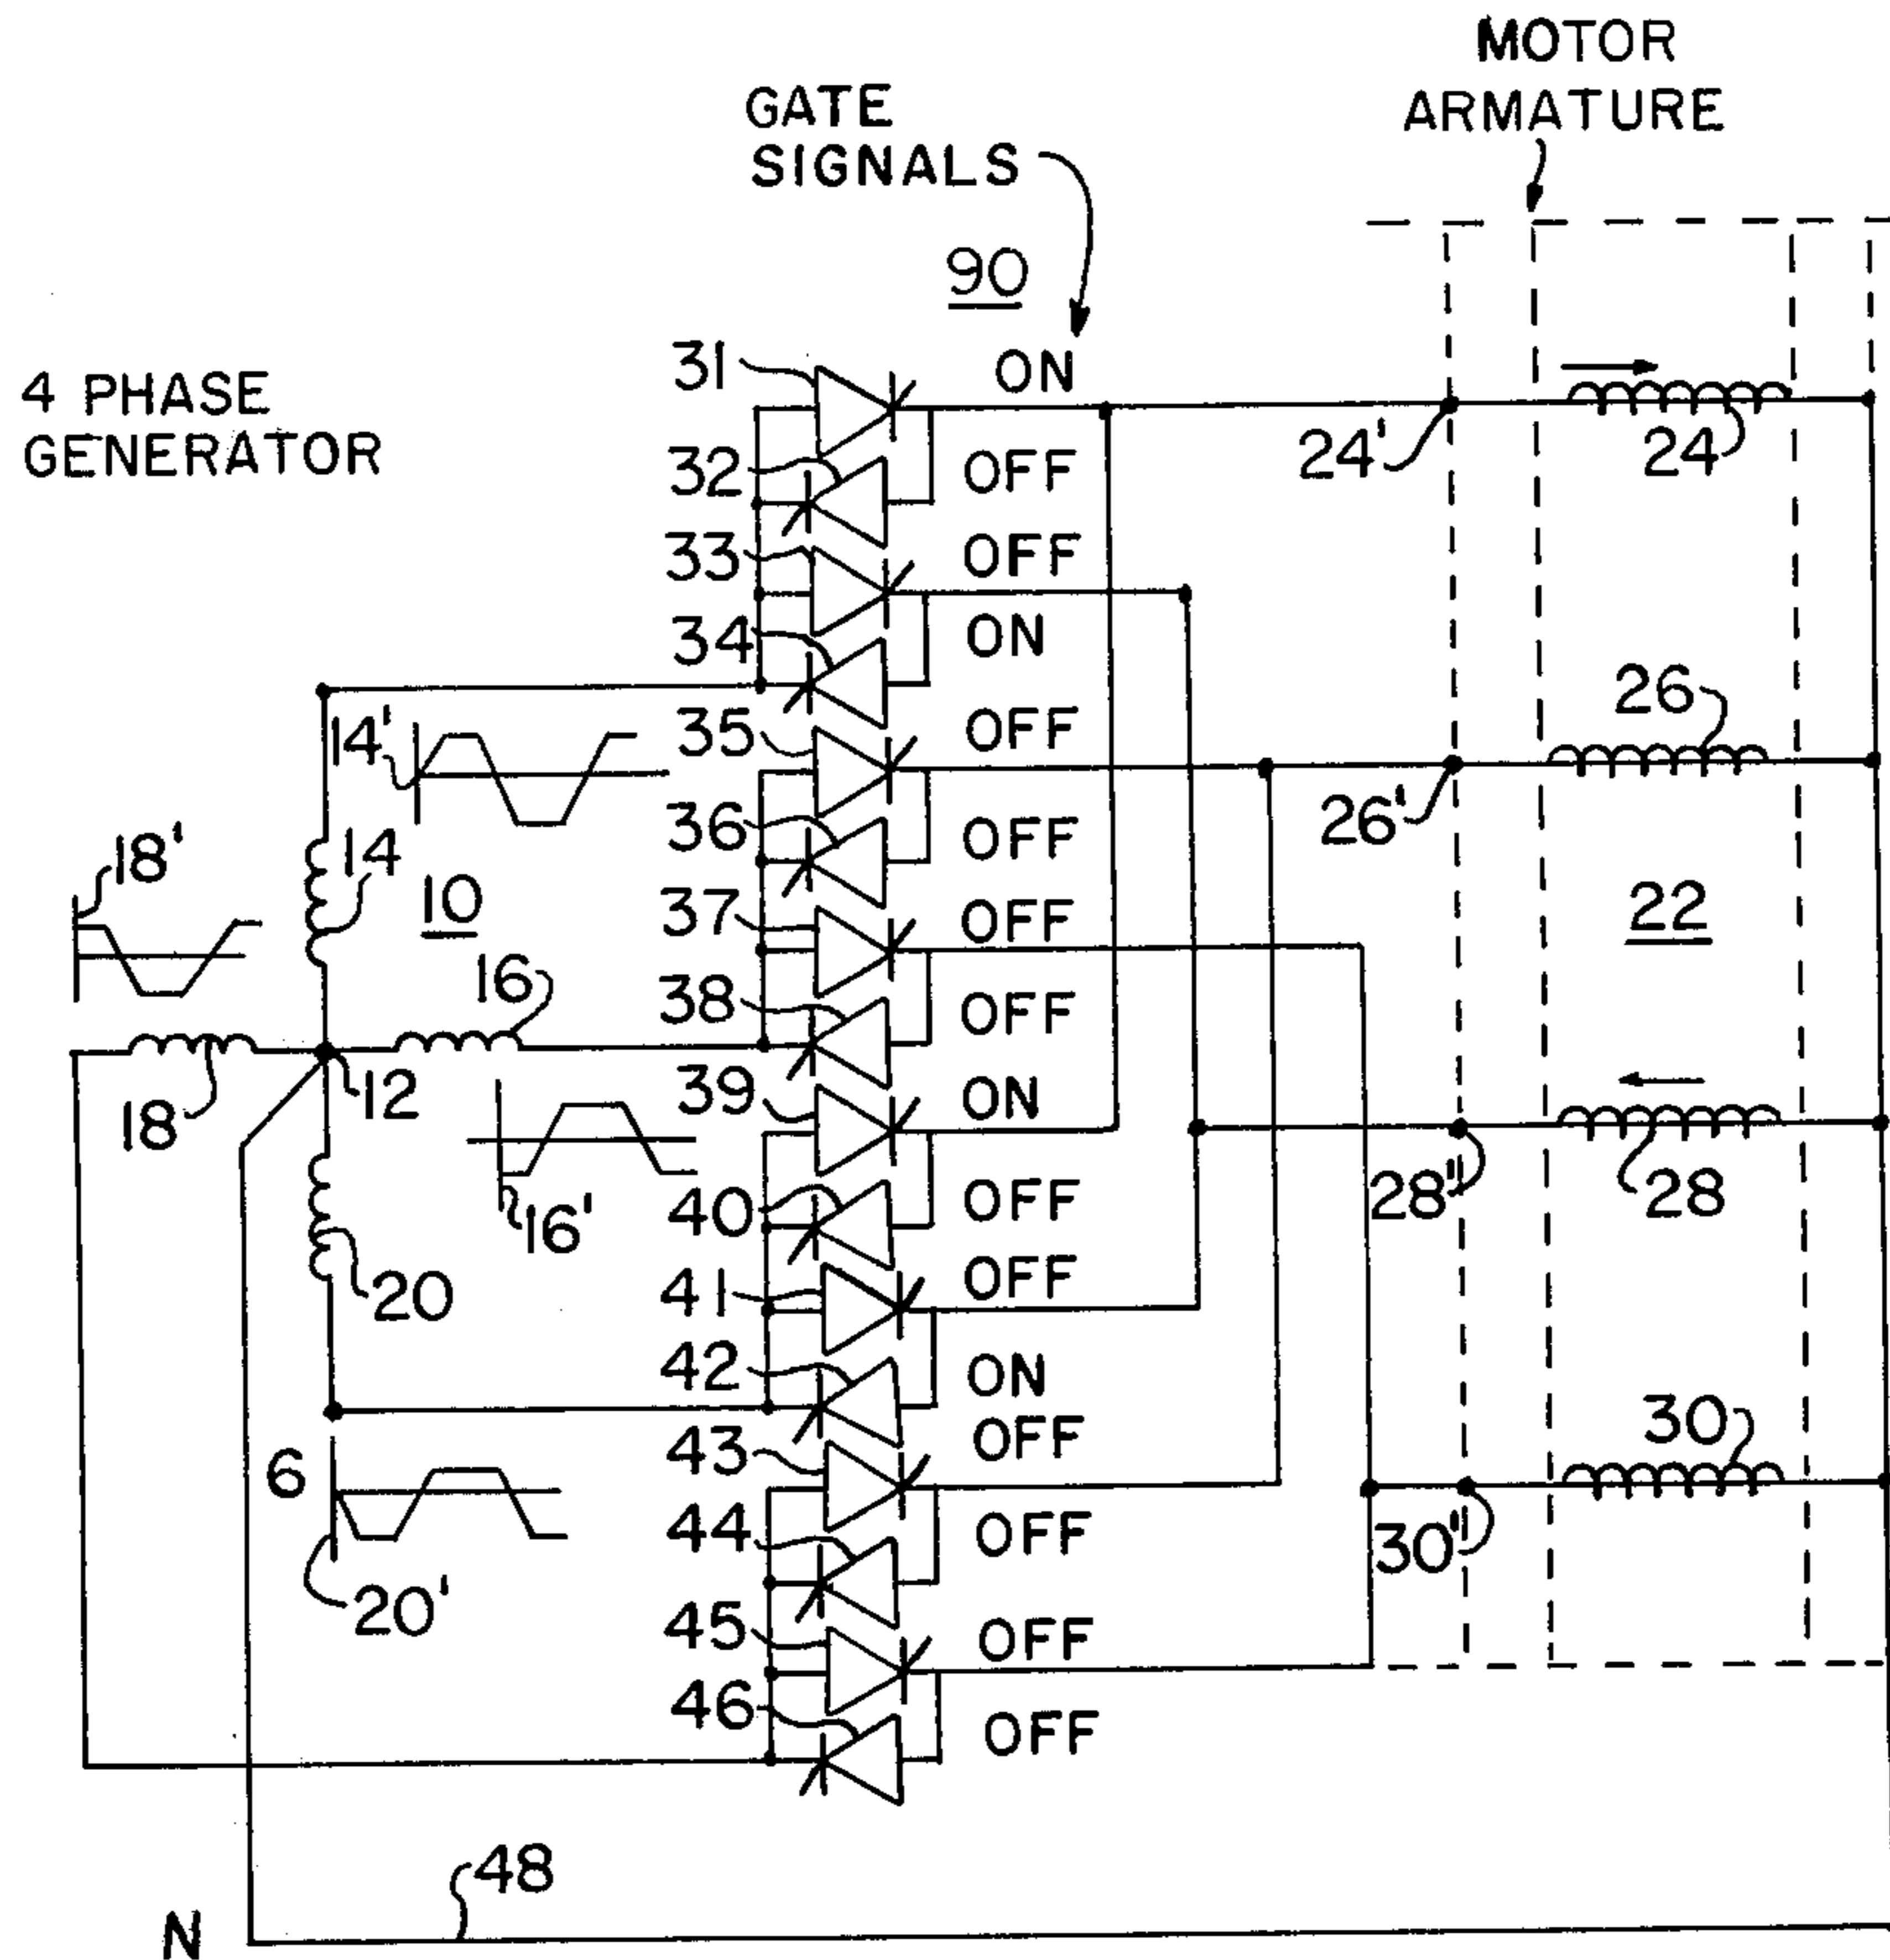 MOTOR
ARMATURE
GATE
SIGNALS
90
4 PHASE
GENERATOR
31
ON
24'
24
32
OFF
33
OFF
34
ON
26
14'
35
OFF
26'
36
OFF
18'
14
10
37
OFF
22
16
38
OFF
18
12
39
ON
28'
28
16'
40
OFF
20
41
OFF
42
ON
30
6
43
OFF
44
OFF
30'
20'
45
OFF
46
OFF
48
N